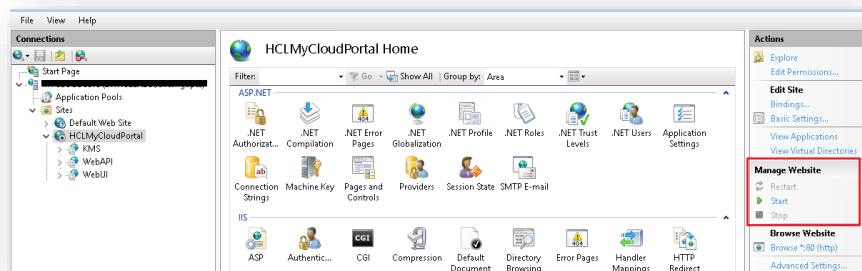 File View Help
Connections
Start Page
Application Pools
Sites
Default Web Site
HCLMyCloudPortal
KMS
WebAPI
WebUI
HCLMyCloudPortal Home
Filter: Go Show All Group by: Area
ASP.NET
.NET Authorizat... .NET Compilation .NET Error Pages .NET Globalization .NET Profile .NET Roles .NET Trust Levels .NET Users Application Settings
404
Connection Strings Machine Key Pages and Controls Providers Session State SMTP E-mail
ab
IIS
CGI 404
ASP Authentic... CGI Compression Default Document Directory Browsing Error Pages Handler Mappings HTTP Redirect
Actions
Explore
Edit Permissions...
Edit Site
Bindings...
Basic Settings...
View Applications
View Virtual Directories
Manage Website
Restart
Start
Stop
Browse Website
Browse *:80 (http)
Advanced Settings...